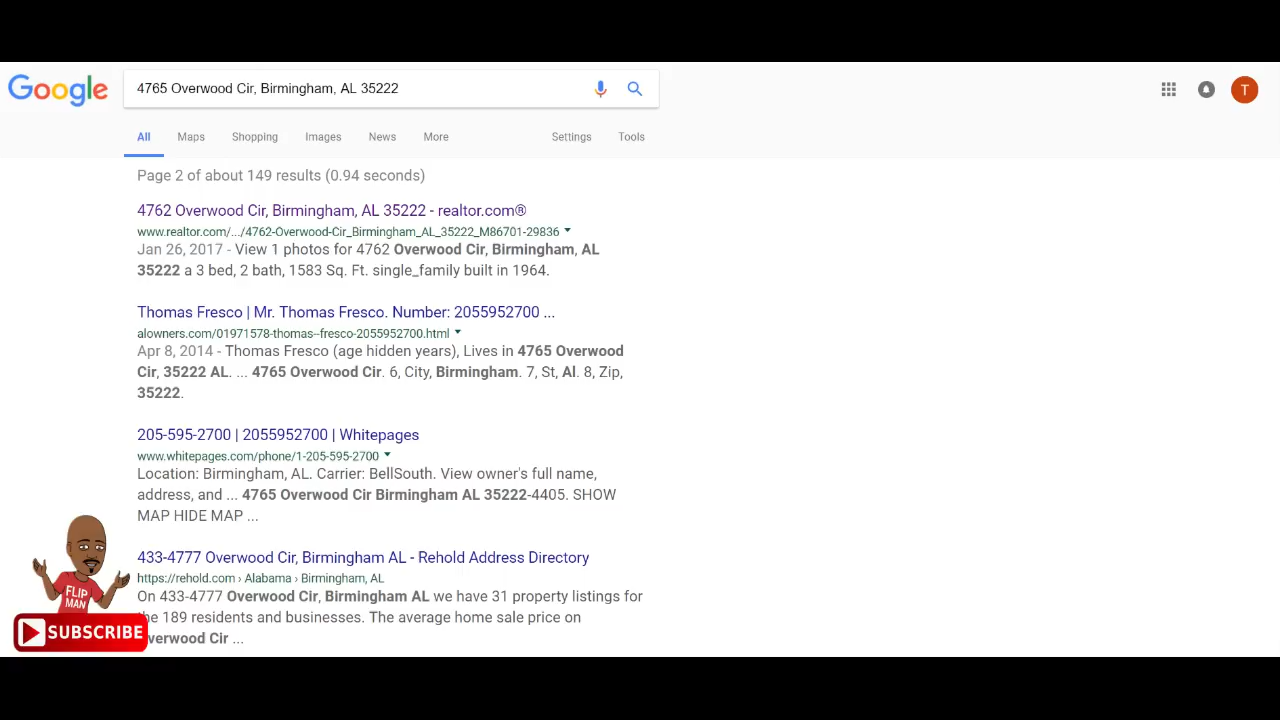 Google
4765 Overwood Cir, Birmingham, AL 35222
T
All Maps Shopping Images News More Settings Tools
Page 2 of about 149 results (0.94 seconds)
4762 Overwood Cir, Birmingham, AL 35222 - realtor.com®
www.realtor.com/.../4762-Overwood-Cir_Birmingham_AL_35222_M86701-29836
Jan 26, 2017 - View 1 photos for 4762 Overwood Cir, Birmingham, AL
35222 a 3 bed, 2 bath, 1583 Sq. Ft. single_family built in 1964.
Thomas Fresco | Mr. Thomas Fresco. Number: 2055952700 ...
alowners.com/01971578-thomas--fresco-2055952700.html
Apr 8, 2014 - Thomas Fresco (age hidden years), Lives in 4765 Overwood
Cir, 35222 AL. ... 4765 Overwood Cir. 6, City, Birmingham. 7, St, Al. 8, Zip,
35222.
205-595-2700 | 2055952700 | Whitepages
www.whitepages.com/phone/1-205-595-2700
Location: Birmingham, AL. Carrier: BellSouth. View owner's full name,
address, and ... 4765 Overwood Cir Birmingham AL 35222-4405. SHOW
MAP HIDE MAP ...
433-4777 Overwood Cir, Birmingham AL - Rehold Address Directory
https://rehold.com › Alabama › Birmingham, AL
On 433-4777 Overwood Cir, Birmingham AL we have 31 property listings for
the 189 residents and businesses. The average home sale price on
Overwood Cir ...
FLIP
MAN
SUBSCRIBE